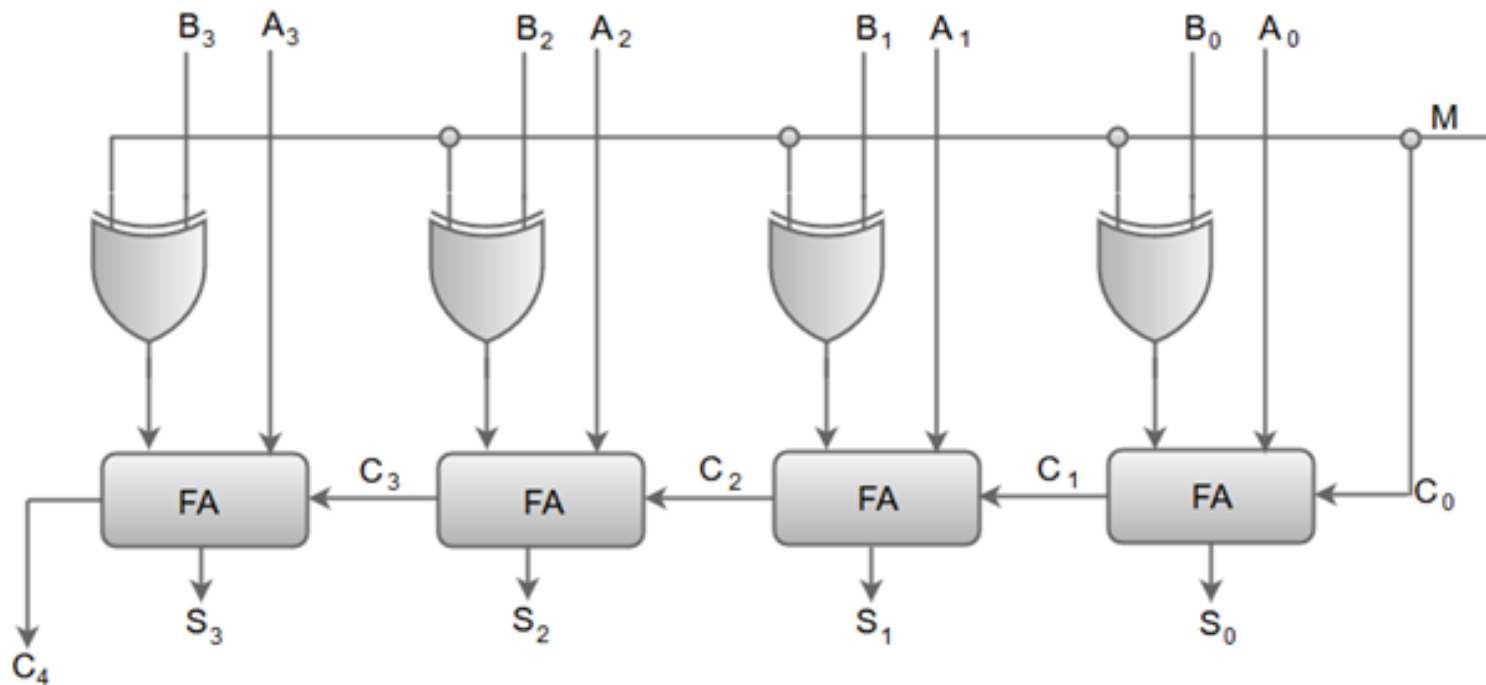 B₃ A₃ B₂ A₂ B₁ A₁ B₀ A₀
M
FA C₃ FA C₂ FA C₁ FA C₀
S₃ S₂ S₁ S₀
C₄